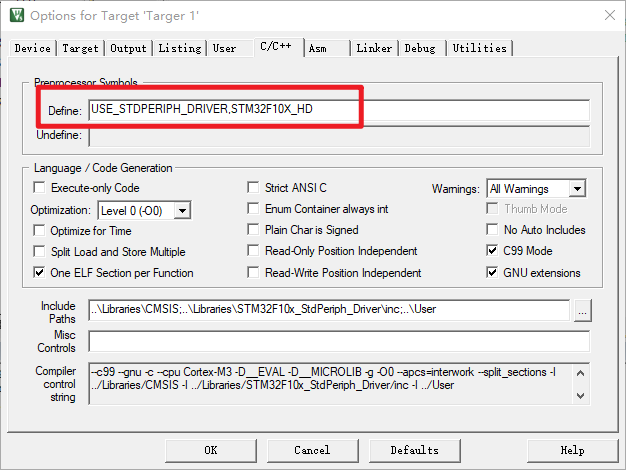 Options for Target 'Targer 1'
Device Target Output Listing User C/C++ Asm Linker Debug Utilities
Preprocessor Symbols
Define: USE_STDPERIPH_DRIVER,STM32F10X_HD
Undefine:
Language / Code Generation
Execute-only Code Strict ANSI C Warnings: All Warnings
Optimization: Level 0 (-O0) Enum Container always int Thumb Mode
Optimize for Time Plain Char is Signed No Auto Includes
Split Load and Store Multiple Read-Only Position Independent C99 Mode
One ELF Section per Function Read-Write Position Independent GNU extensions
Include Paths ..\Libraries\CMSIS;..\Libraries\STM32F10x_StdPeriph_Driver\inc;..\User ...
Misc Controls
Compiler control string --c99 --gnu -c --cpu Cortex-M3 -D__EVAL -D__MICROLIB -g -O0 --apcs=interwork --split_sections -I
../Libraries/CMSIS -I ../Libraries/STM32F10x_StdPeriph_Driver/inc -I ../User
OK Cancel Defaults Help